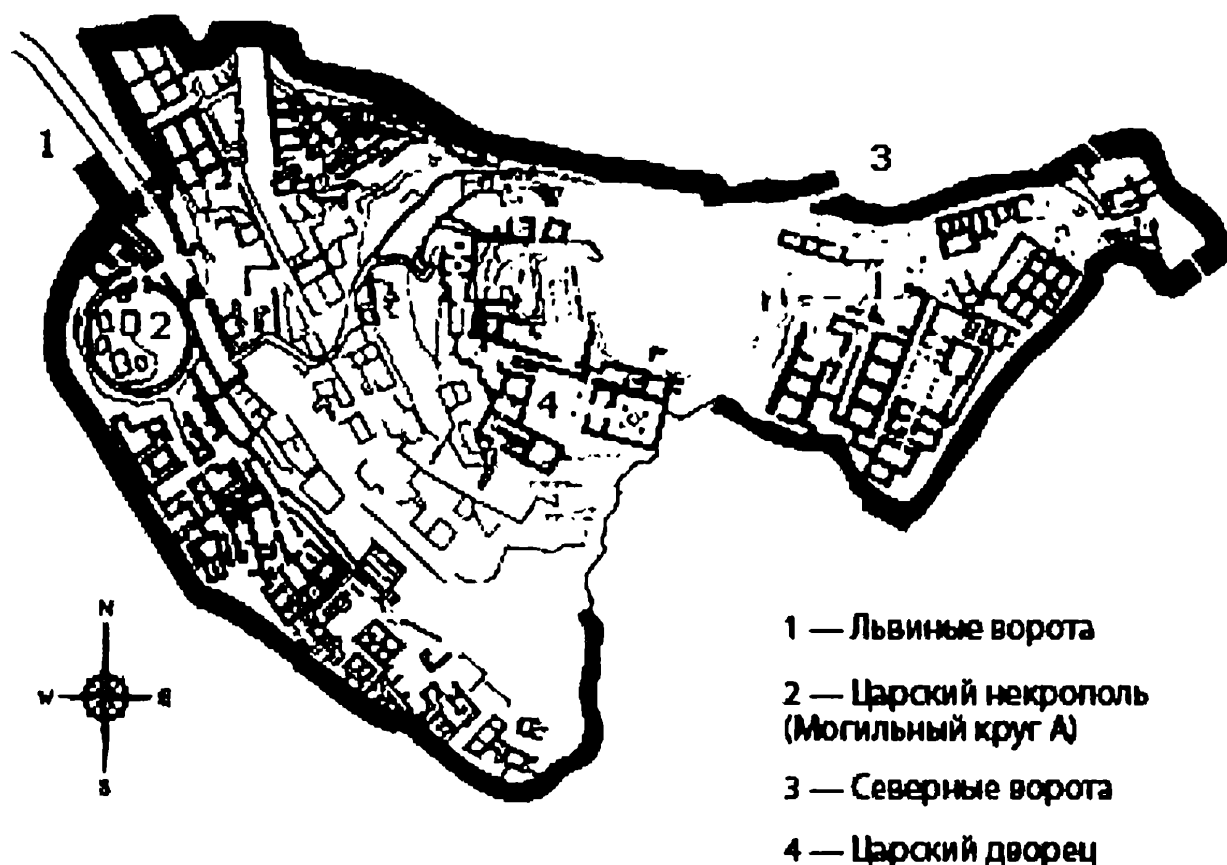 1
3
2
4
N
W
E
S
1 — Львиные ворота
2 — Царский некрополь
(Могильный круг А)
3 — Северные ворота
4 — Царский дворец